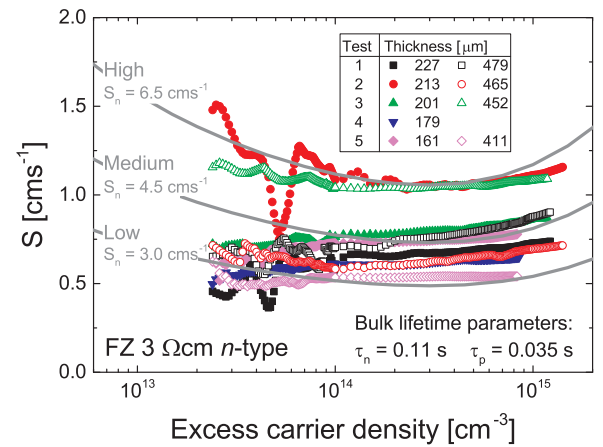 2.0
1.5
1.0
0.5
0.0
S [cms-1]
High
Sn = 6.5 cms-1
Medium
Sn = 4.5 cms-1
Low
Sn = 3.0 cms-1
Test Thickness [μm]
1 227 479
2 213 465
3 201 452
4 179
5 161 411
FZ 3 Ωcm n-type
Bulk lifetime parameters:
τn = 0.11 s τp = 0.035 s
10^13 10^14 10^15
Excess carrier density [cm-3]